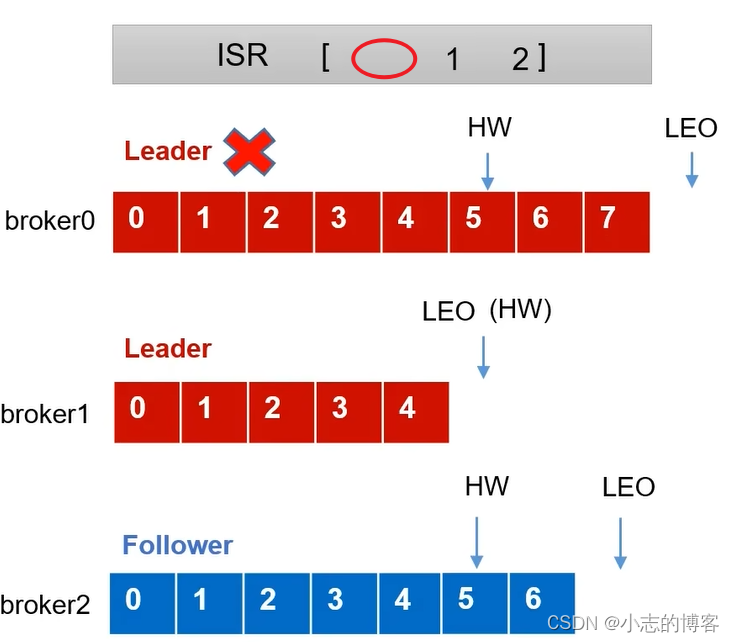 ISR [ 1 2 ]
HW LEO
Leader
broker0 0 1 2 3 4 5 6 7
LEO (HW)
Leader
broker1 0 1 2 3 4
HW LEO
Follower
broker2 0 1 2 3 4 5 6
CSDN @小志的博客